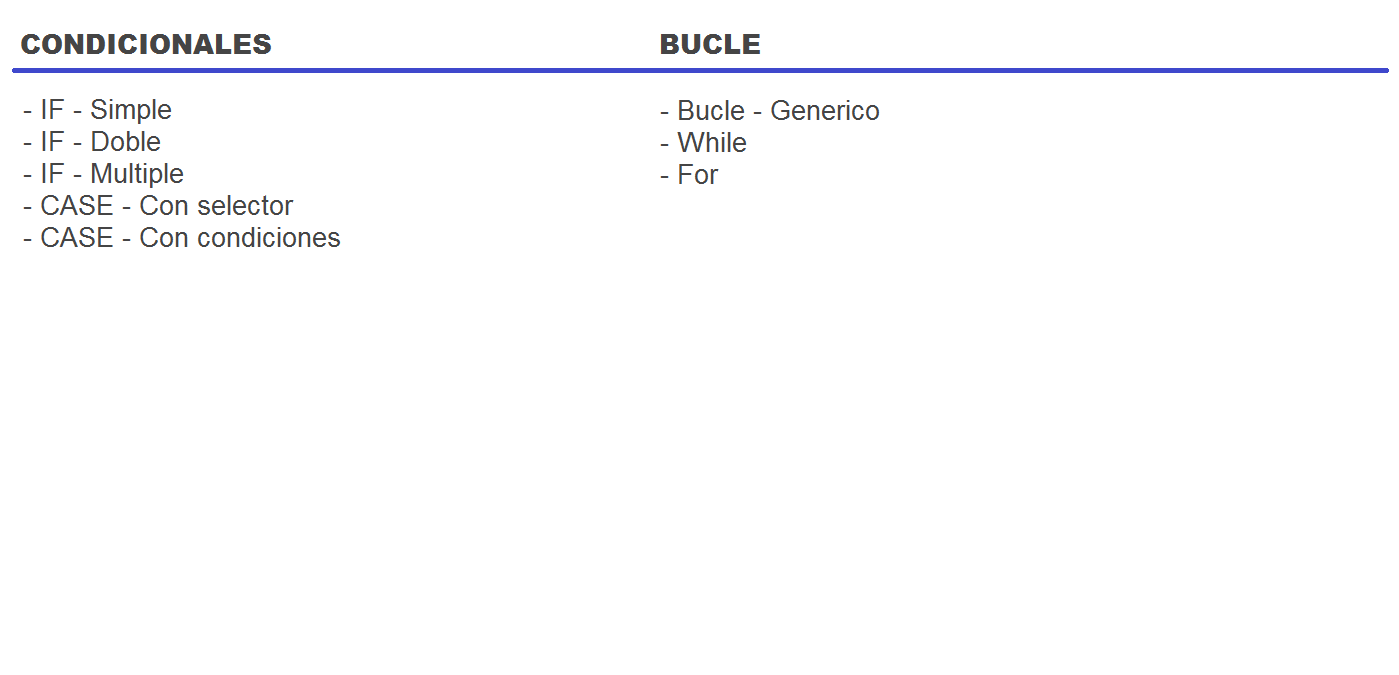 CONDICIONALES
- IF - Simple
- IF - Doble
- IF - Multiple
- CASE - Con selector
- CASE - Con condiciones
BUCLE
- Bucle - Generico
- While
- For